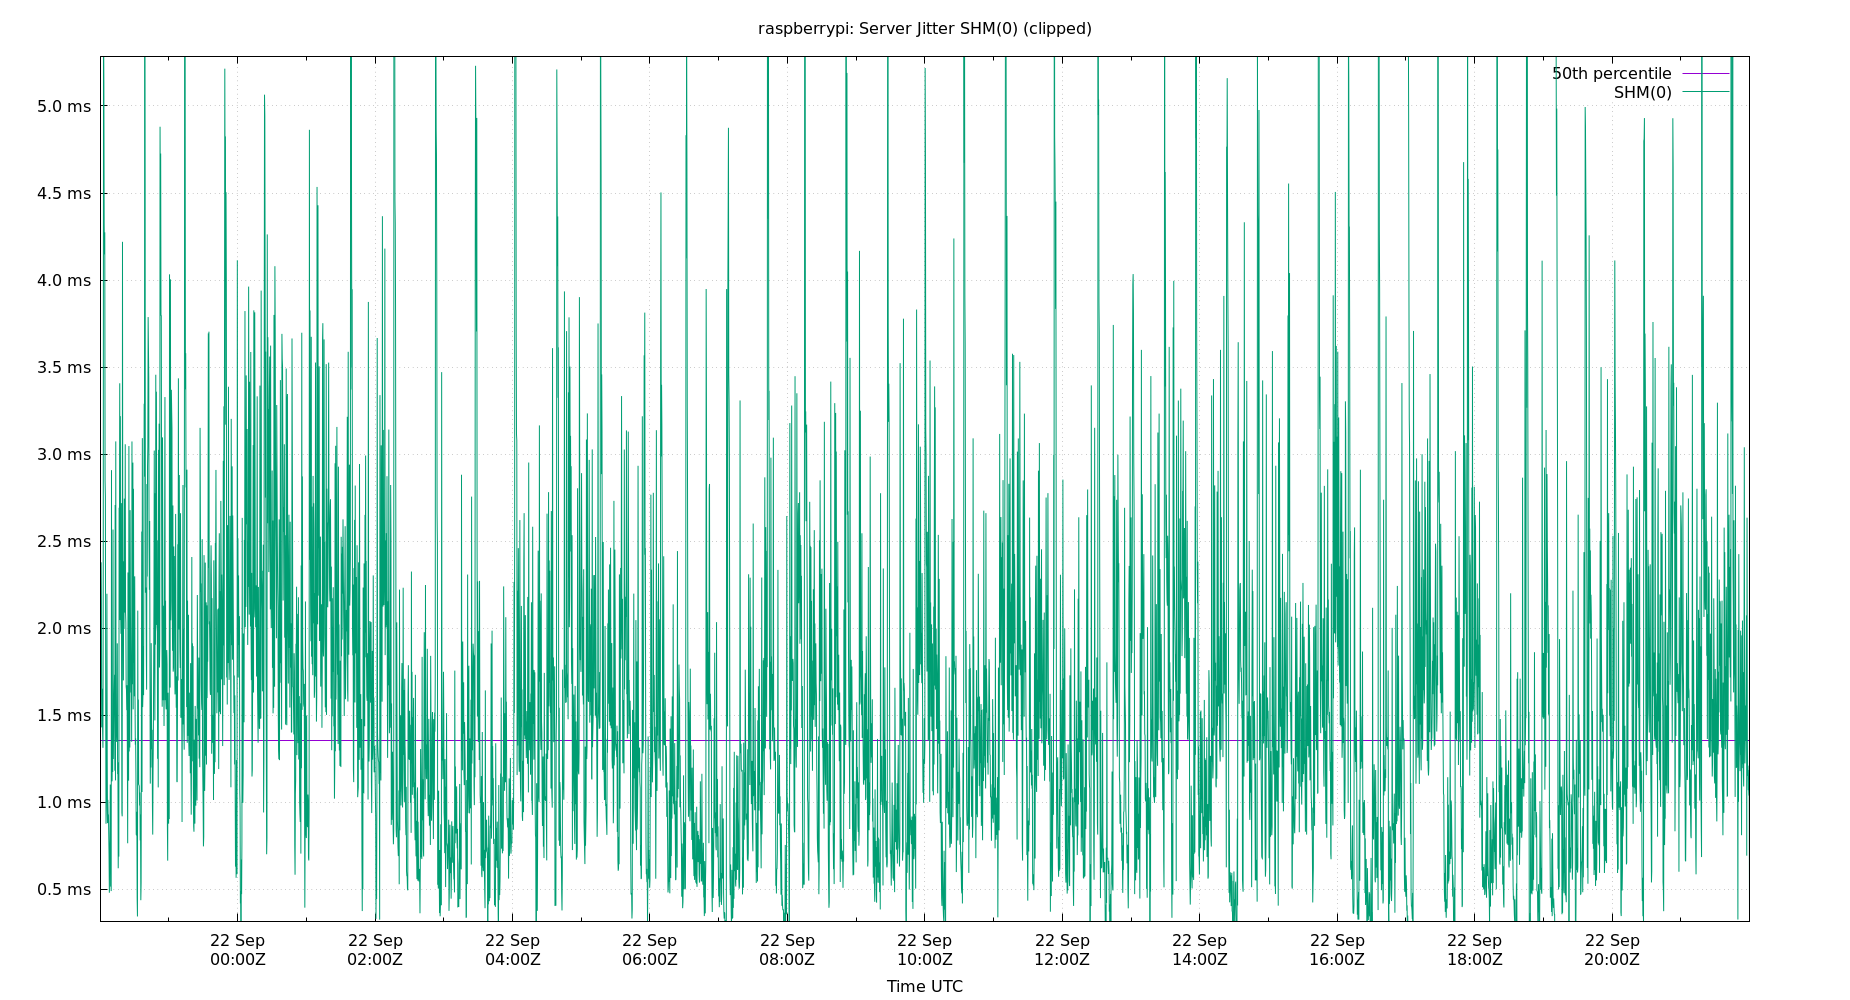 raspberrypi: Server Jitter SHM(0) (clipped)
50th percentile
SHM(0)
5.0 ms
4.5 ms
4.0 ms
3.5 ms
3.0 ms
2.5 ms
2.0 ms
1.5 ms
1.0 ms
0.5 ms
22 Sep 22 Sep 22 Sep 22 Sep 22 Sep 22 Sep 22 Sep 22 Sep 22 Sep 22 Sep 22 Sep
00:00Z 02:00Z 04:00Z 06:00Z 08:00Z 10:00Z 12:00Z 14:00Z 16:00Z 18:00Z 20:00Z
Time UTC